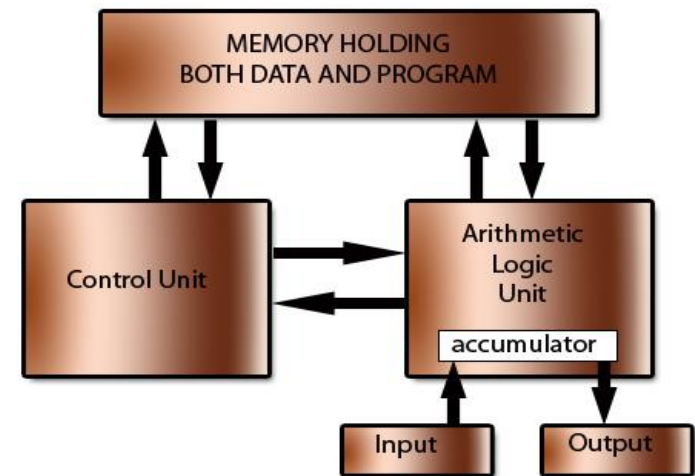 MEMORY HOLDING
BOTH DATA AND PROGRAM
Control Unit
Arithmetic
Logic
Unit
accumulator
Input
Output